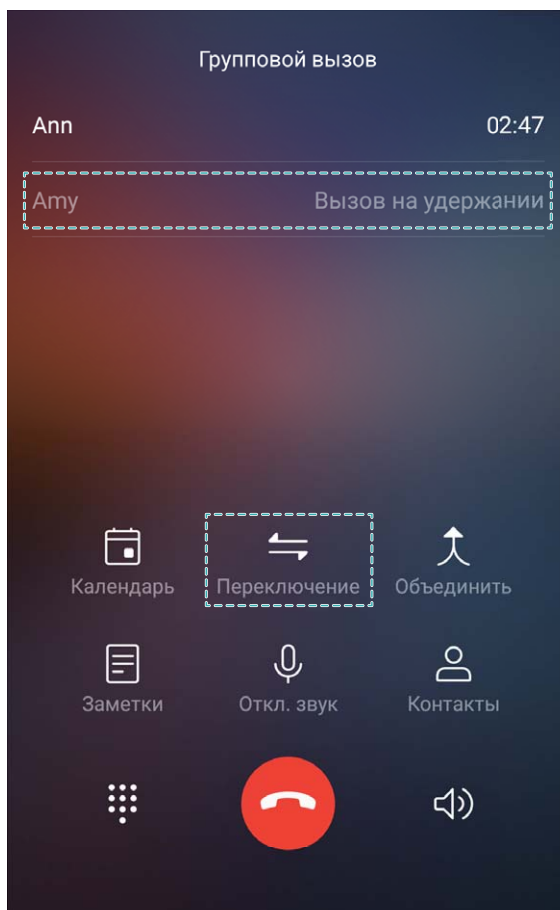 Групповой вызов
Ann 02:47
Amy Вызов на удержании
Календарь Переключение Объединить
Заметки Откл. звук Контакты